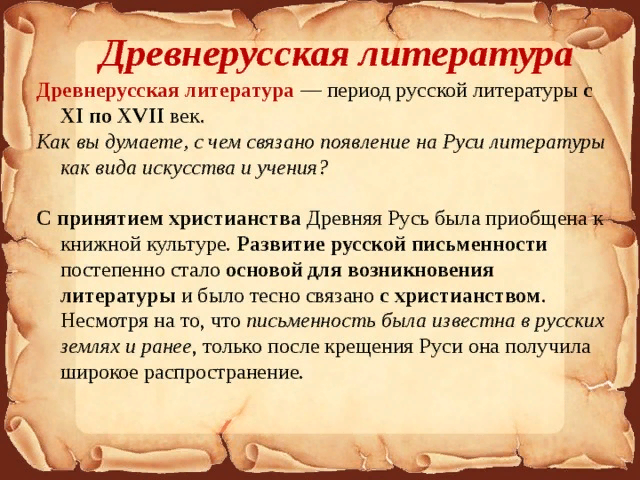 Древнерусская литература
Древнерусская литература — период русской литературы с
XI по XVII век.
Как вы думаете, с чем связано появление на Руси литературы
как вида искусства и учения?
С принятием христианства Древняя Русь была приобщена к
книжной культуре. Развитие русской письменности
постепенно стало основой для возникновения
литературы и было тесно связано с христианством.
Несмотря на то, что письменность была известна в русских
землях и ранее, только после крещения Руси она получила
широкое распространение.